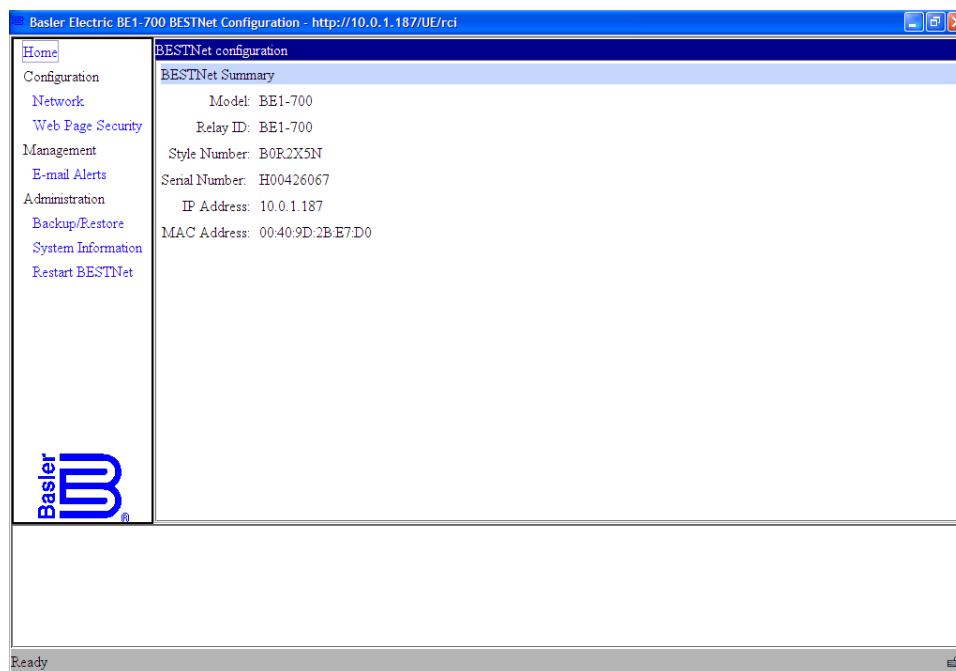 Basler Electric BE1-700 BESTNet Configuration - http://10.0.1.187/UE/rci
Home
Configuration
Network
Web Page Security
Management
E-mail Alerts
Administration
Backup/Restore
System Information
Restart BESTNet
Basler
B
®
BESTNet configuration
BESTNet Summary
Model: BE1-700
Relay ID: BE1-700
Style Number: B0R2X5N
Serial Number: H00426067
IP Address: 10.0.1.187
MAC Address: 00:40:9D:2B:E7:D0
Ready